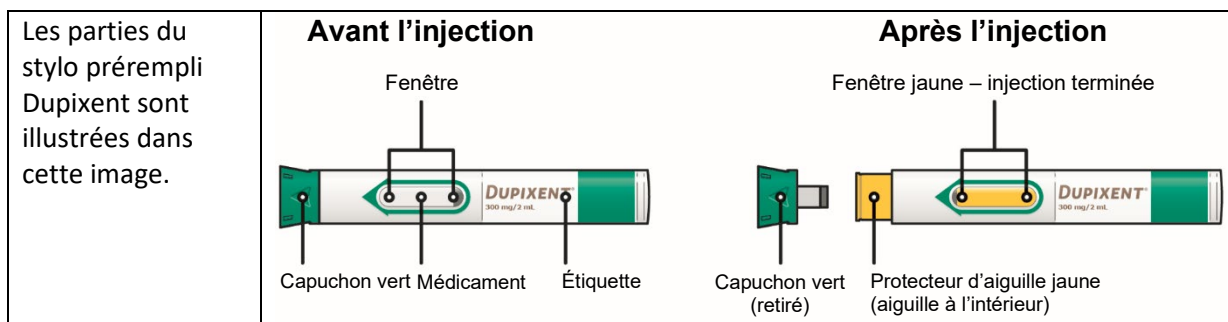 Les parties du
stylo prérempli
Dupixent sont
illustrées dans
cette image.
Avant l’injection
Fenêtre
DUPIXENT
300 mg/2 mL
Capuchon vert
Médicament
Étiquette
Après l’injection
Fenêtre jaune – injection terminée
DUPIXENT
300 mg/2 mL
Capuchon vert
(retiré)
Protecteur d’aiguille jaune
(aiguille à l’intérieur)